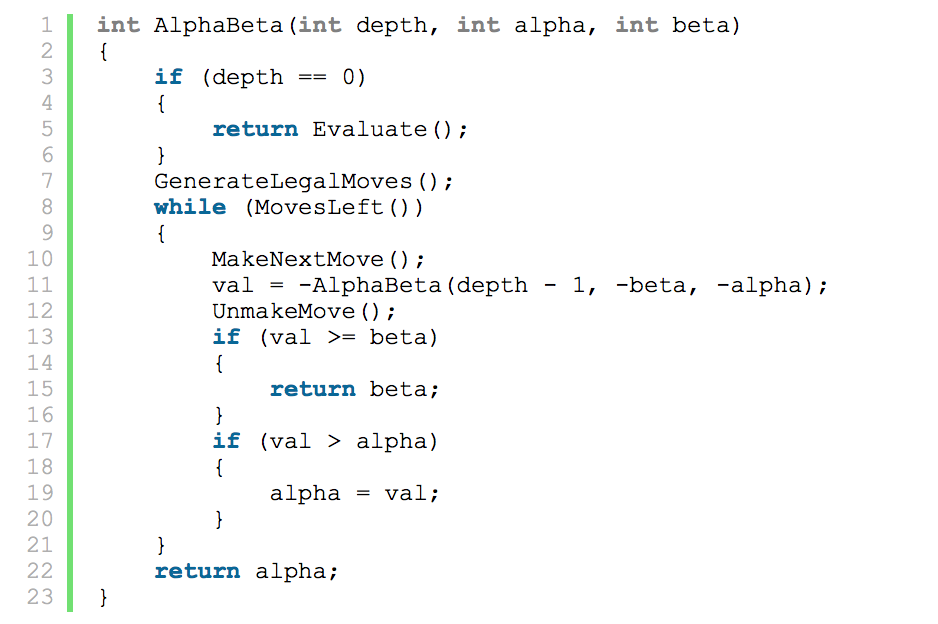 1 int AlphaBeta(int depth, int alpha, int beta)
2 {
3     if (depth == 0)
4     {
5         return Evaluate();
6     }
7     GenerateLegalMoves();
8     while (MovesLeft())
9     {
10         MakeNextMove();
11         val = -AlphaBeta(depth - 1, -beta, -alpha);
12         UnmakeMove();
13         if (val >= beta)
14         {
15             return beta;
16         }
17         if (val > alpha)
18         {
19             alpha = val;
20         }
21     }
22     return alpha;
23 }